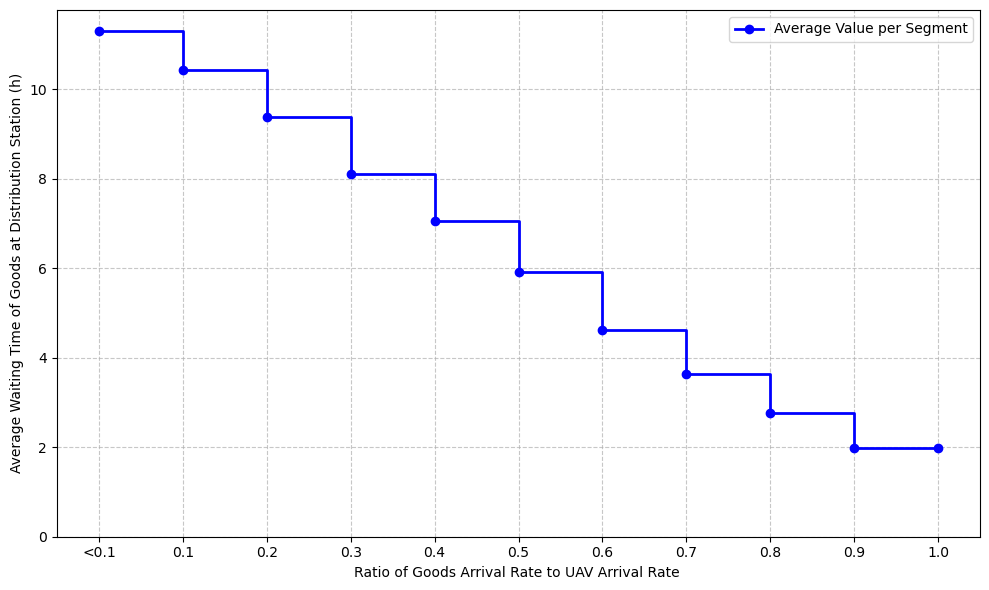 Average Value per Segment
Average Waiting Time of Goods at Distribution Station (h)
10
8
6
4
2
0
<0.1 0.1 0.2 0.3 0.4 0.5 0.6 0.7 0.8 0.9 1.0
Ratio of Goods Arrival Rate to UAV Arrival Rate